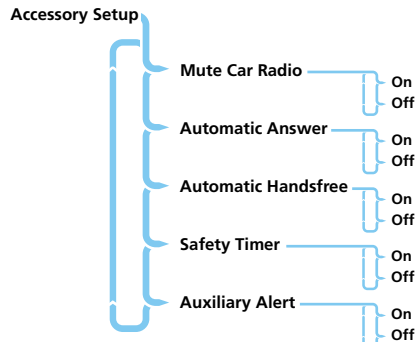 Accessory Setup
Mute Car Radio
On
Off
Automatic Answer
On
Off
Automatic Handsfree
On
Off
Safety Timer
On
Off
Auxiliary Alert
On
Off